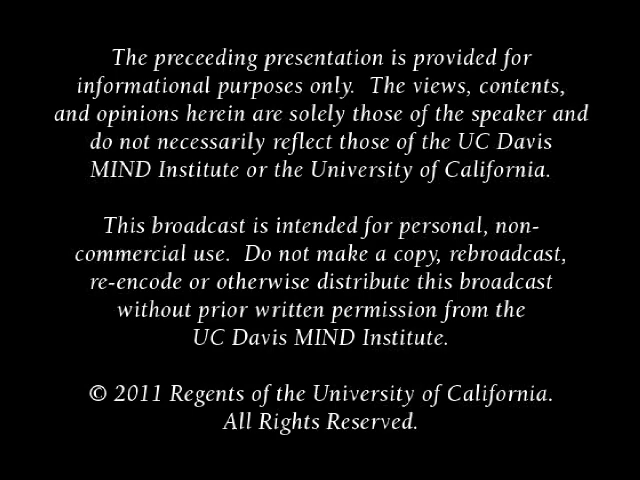 The preceeding presentation is provided for
informational purposes only.  The views, contents,
and opinions herein are solely those of the speaker and
do not necessarily reflect those of the UC Davis
MIND Institute or the University of California.
This broadcast is intended for personal, non-
commercial use.  Do not make a copy, rebroadcast,
re-encode or otherwise distribute this broadcast
without prior written permission from the
UC Davis MIND Institute.
© 2011 Regents of the University of California.
All Rights Reserved.